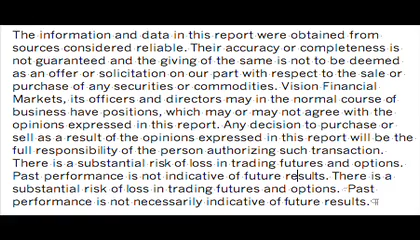 The information and data in this report were obtained from
sources considered reliable. Their accuracy or completeness is
not guaranteed and the giving of the same is not to be deemed
as an offer or solicitation on our part with respect to the sale or
purchase of any securities or commodities. Vision Financial
Markets, its officers and directors may in the normal course of
business have positions, which may or may not agree with the
opinions expressed in this report. Any decision to purchase or
sell as a result of the opinions expressed in this report will be the
full responsibility of the person authorizing such transaction.
There is a substantial risk of loss in trading futures and options.
Past performance is not indicative of future results. There is a
substantial risk of loss in trading futures and options. Past
performance is not necessarily indicative of future results.¶